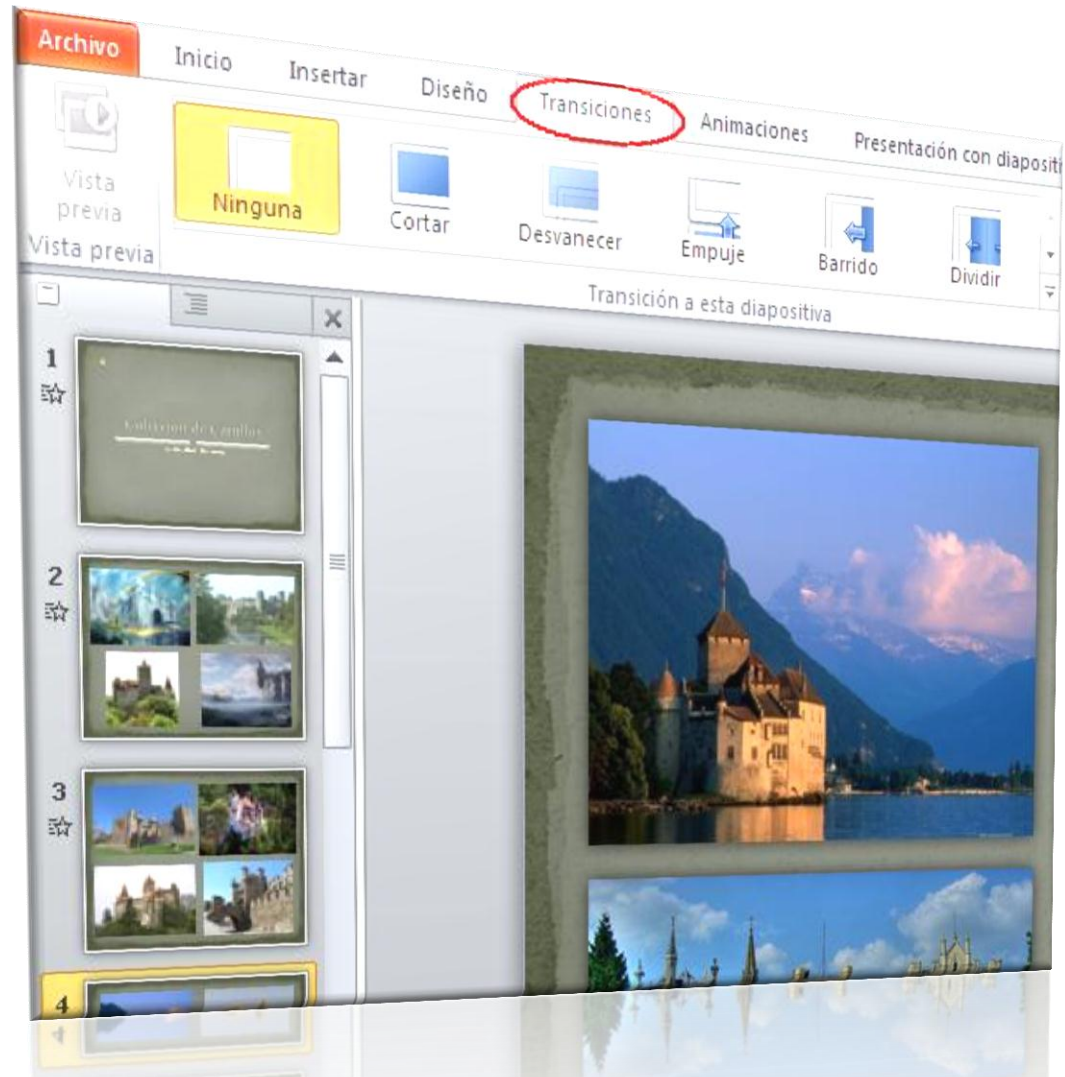 Archivo Inicio Insertar Diseño Transiciones Animaciones Presentación con diapositi
Vista
previa
Ninguna
Cortar
Desvanecer
Empuje
Barrido
Dividir
Vista previa
Transición a esta diapositiva
1
2
3
4